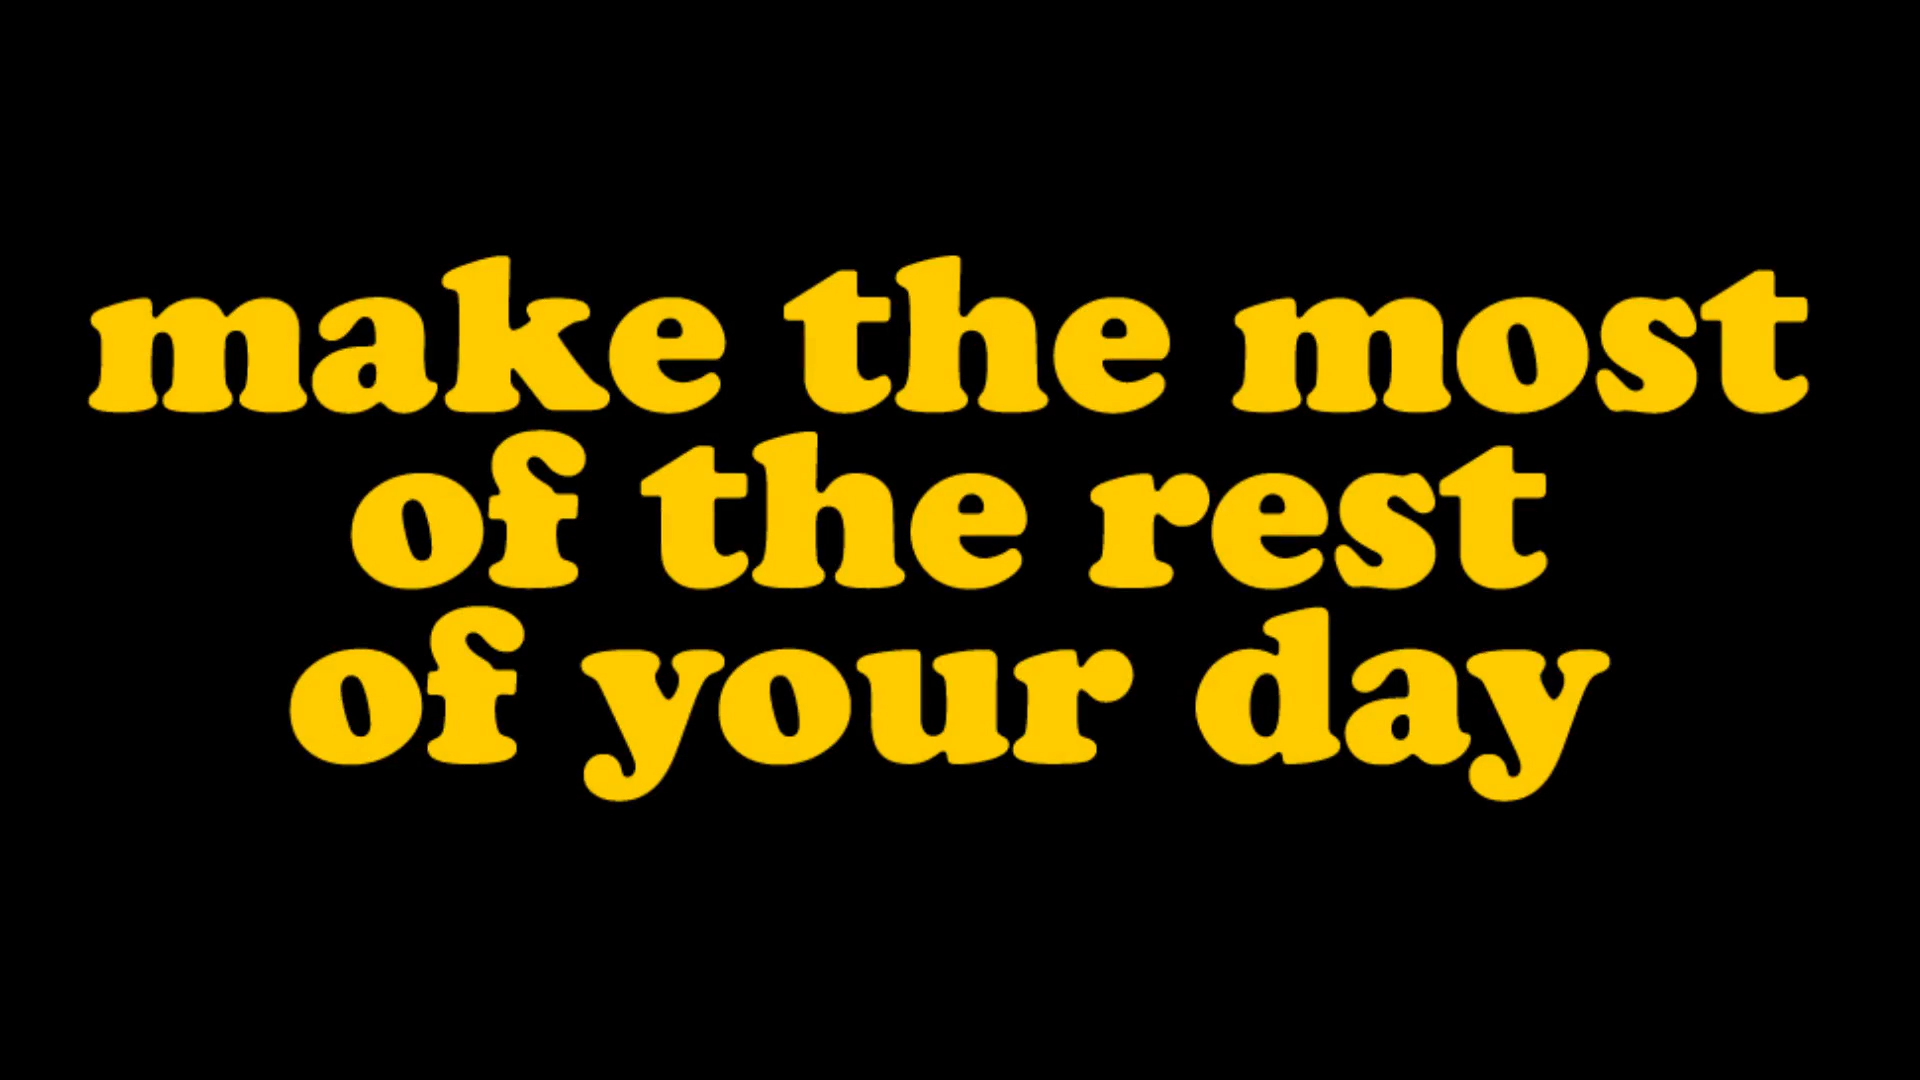 make the most
of the rest
of your day